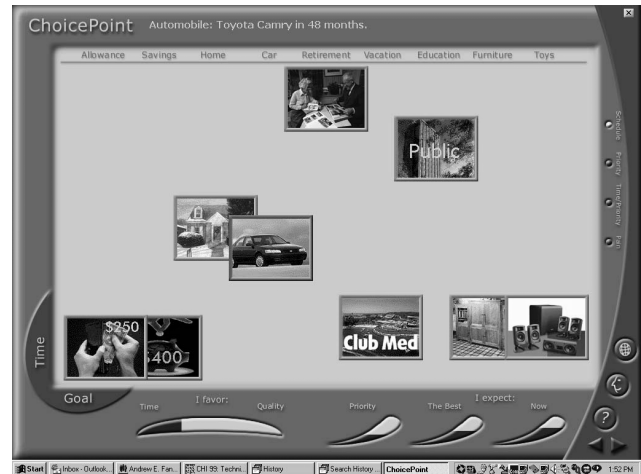 ChoicePoint Automobile: Toyota Camry in 48 months.
Allowance Savings Home Car Retirement Vacation Education Furniture Toys
Public
Schedule
Priority
Time/Priority
Pain
$250
$400
Club Med
Time
Goal
I favor:
Time Quality
Priority
I expect:
The Best Now
?
Start Inbox - Outlook... Andrew E. Fan... CHI 99: Techni... History Search History ... ChoicePoint 1:52 PM